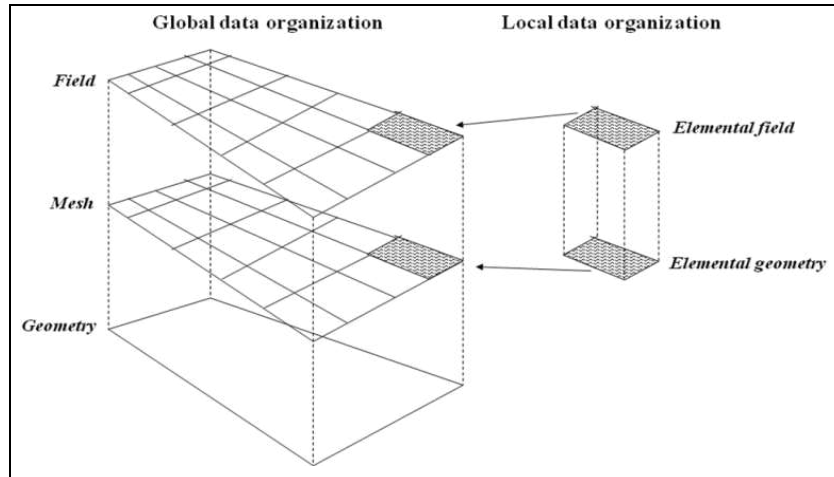 Global data organization
Local data organization
Field
Elemental field
Mesh
Elemental geometry
Geometry